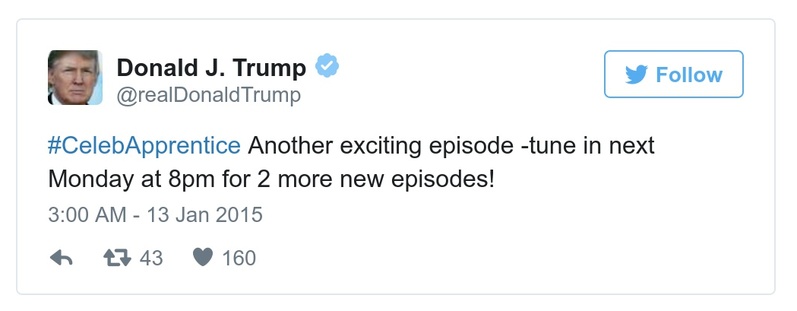 Donald J. Trump
@realDonaldTrump
Follow
#CelebApprentice Another exciting episode -tune in next
Monday at 8pm for 2 more new episodes!
3:00 AM - 13 Jan 2015
43 160